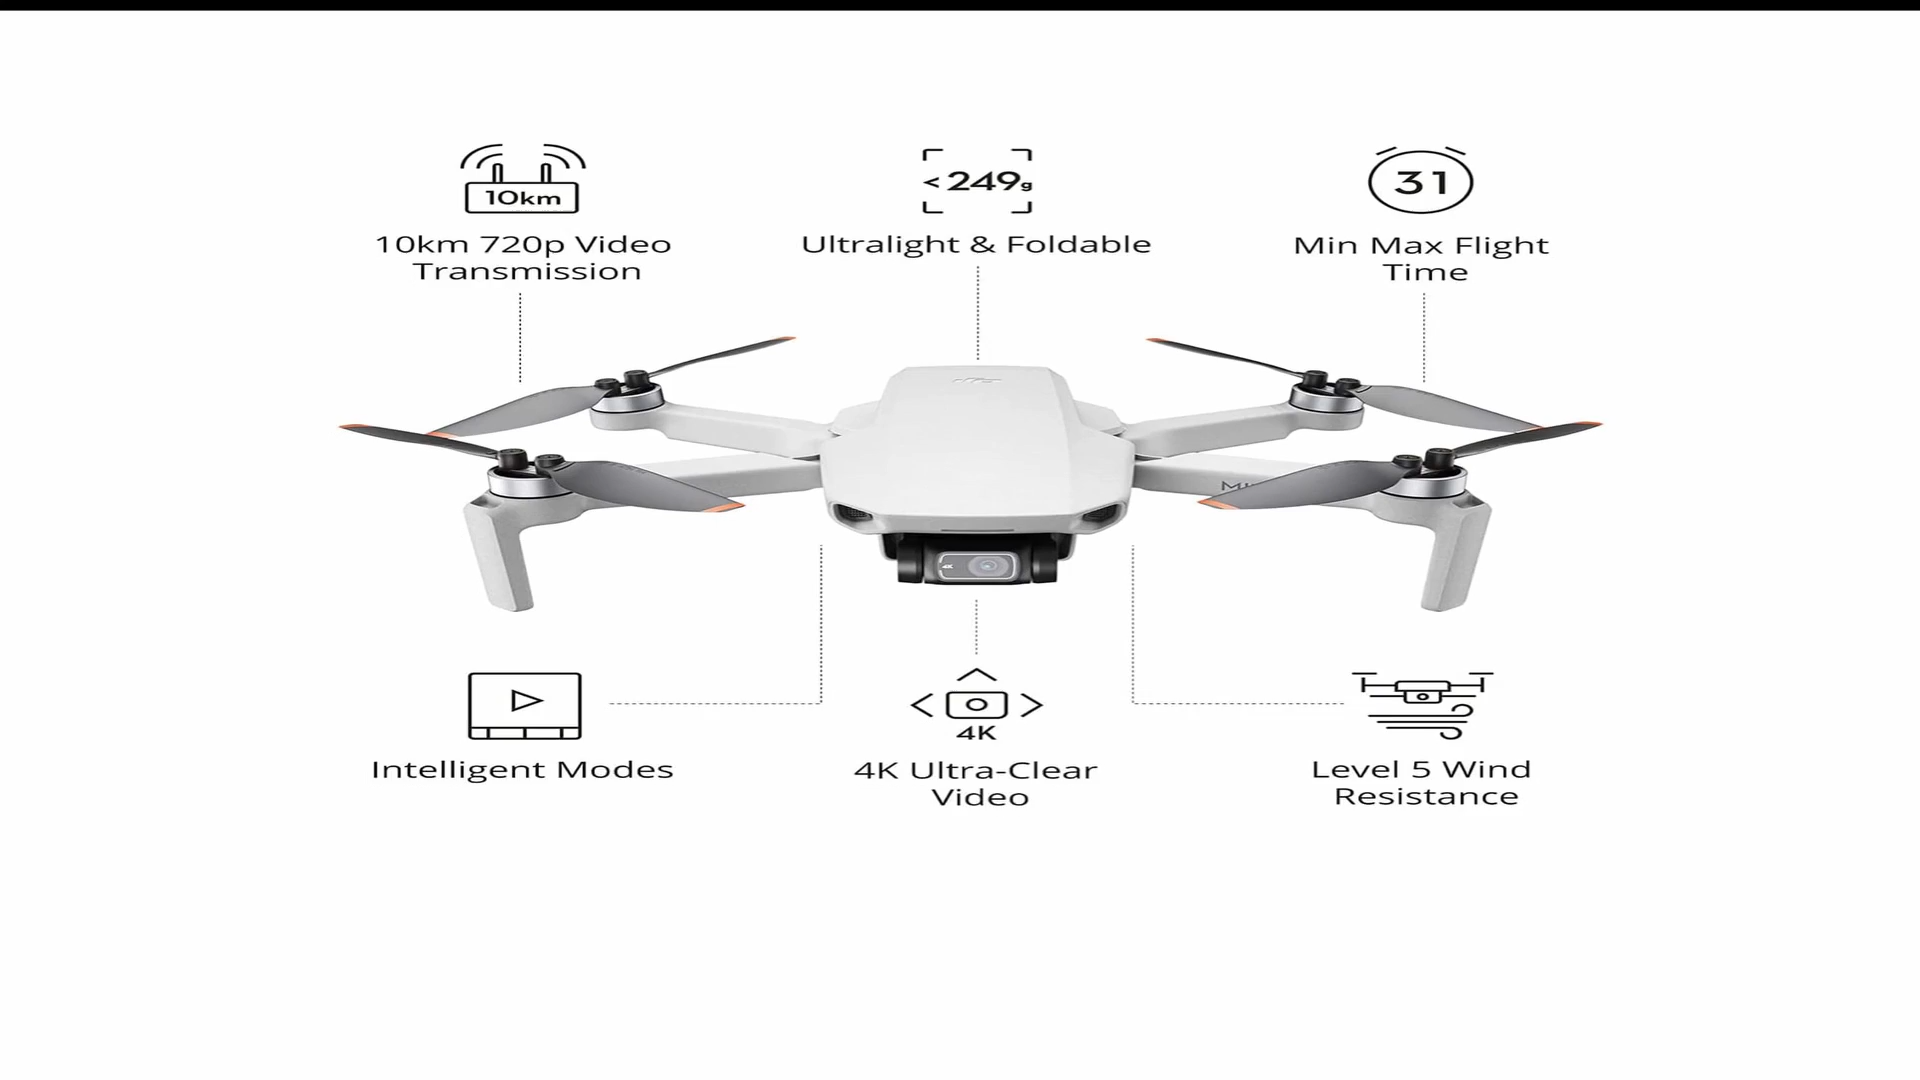 10km
10km 720p Video
Transmission
< 249g
Ultralight & Foldable
31
Min Max Flight
Time
4K
Intelligent Modes
4K
4K Ultra-Clear
Video
Level 5 Wind
Resistance